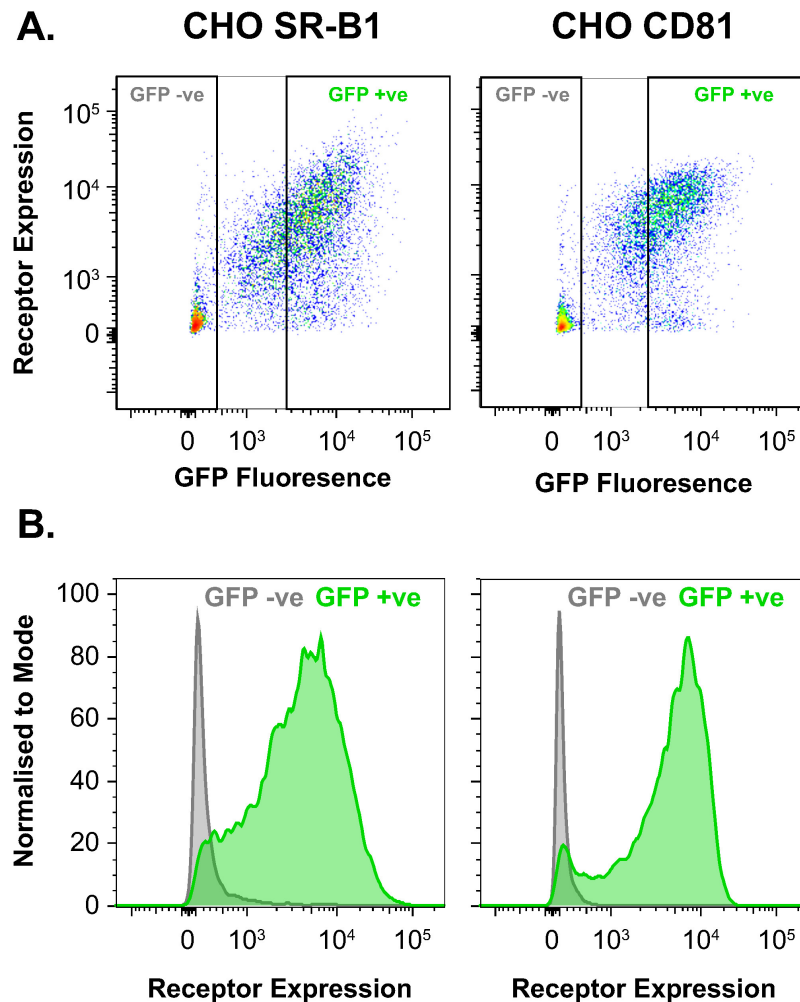 A.
CHO SR-B1
CHO CD81
GFP -ve
GFP +ve
GFP -ve
GFP +ve
Receptor Expression
10⁵
10⁴
10³
0
0 10³ 10⁴ 10⁵
0 10³ 10⁴ 10⁵
GFP Fluoresence
GFP Fluoresence
B.
GFP -ve GFP +ve
GFP -ve GFP +ve
Normalised to Mode
100
80
60
40
20
0
0 10³ 10⁴ 10⁵
0 10³ 10⁴ 10⁵
Receptor Expression
Receptor Expression